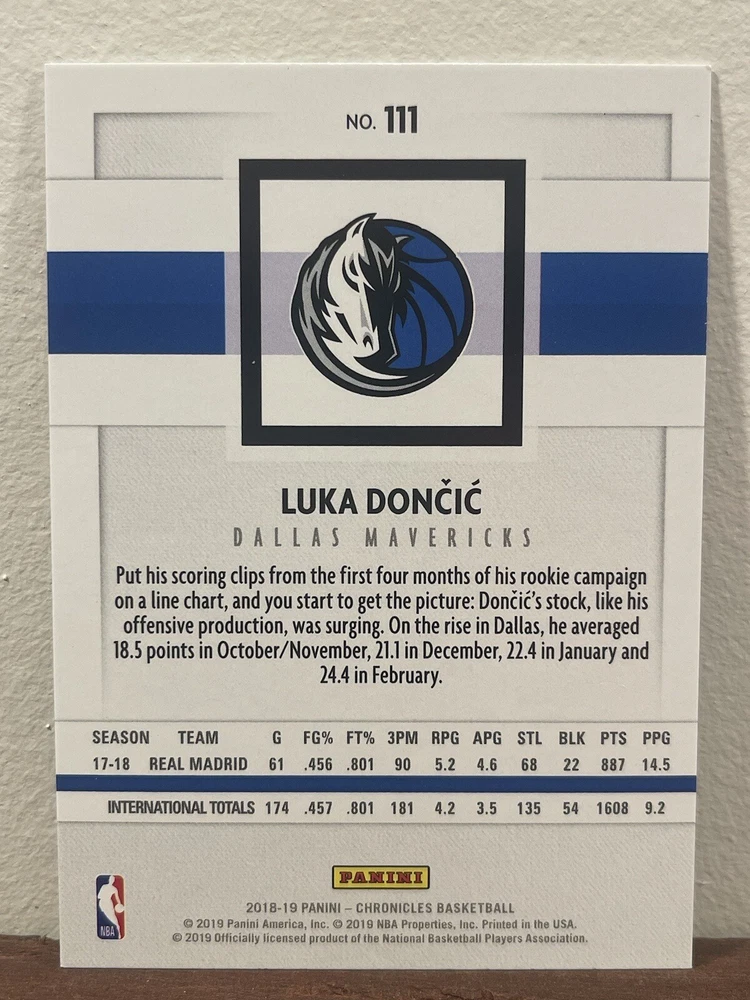 NO. 111
LUKA DONČIĆ
DALLAS MAVERICKS
Put his scoring clips from the first four months of his rookie campaign
on a line chart, and you start to get the picture: Dončić's stock, like his
offensive production, was surging. On the rise in Dallas, he averaged
18.5 points in October/November, 21.1 in December, 22.4 in January and
24.4 in February.
SEASON TEAM G FG% FT% 3PM RPG APG STL BLK PTS PPG
17-18 REAL MADRID 61 .456 .801 90 5.2 4.6 68 22 887 14.5
INTERNATIONAL TOTALS 174 .457 .801 181 4.2 3.5 135 54 1608 9.2
PANINI
NBA
2018-19 PANINI – CHRONICLES BASKETBALL
© 2019 Panini America, Inc. © 2019 NBA Properties, Inc. Printed in the USA.
© 2019 Officially licensed product of the National Basketball Players Association.